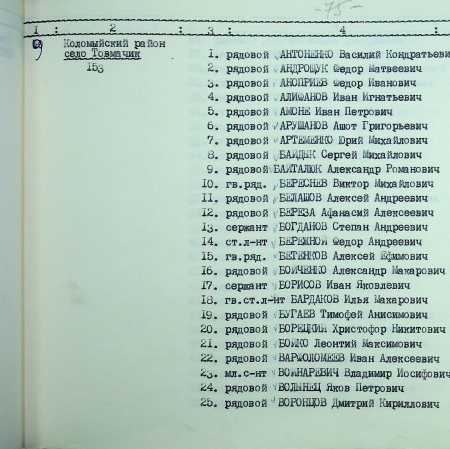 -75-
1 : 2 : 3 : 4 :
9) Коломыйский район
село Товмачик
153
1. рядовой АНТОНЕНКО Василий Кондратьеви
2. рядовой АНДРОЩУК Федор Матвеевич
3. рядовой АНОПРИЕВ Федор Иванович
4. рядовой АЛИФАНОВ Иван Игнатьевич
5. рядовой АМОНЕ Иван Петрович
6. рядовой АРУШАНОВ Ашот Григорьевич
7. рядовой АРТЕМЕНКО Юрий Михайлович
8. рядовой БАЙДЫК Сергей Михайлович
9. рядовой БАЙТАЛЮК Александр Романович
10. гв.ряд. БЕРЕСНЕВ Виктор Михайлович
11. рядовой БЕЛАШОВ Алексей Андреевич
12. рядовой БЕРЕЗА Афанасий Алексеевич
13. сержант БОГДАНОВ Степан Андреевич
14. ст.л-нт БЕРЕЖНОЙ Федор Андреевич
15. гв.ряд. БЕГЕНКОВ Алексей Ефимович
16. рядовой БОЙЧЕНКО Александр Макарович
17. сержант БОРИСОВ Иван Яковлевич
18. гв.ст.л-нт БАРДАКОВ Илья Макарович
19. рядовой БУГАЕВ Тимофей Анисимович
20. рядовой БОРЕЦКИЙ Христофор Никитович
21. рядовой БОЙКО Леонтий Максимович
22. рядовой ВАРФОЛОМЕЕВ Иван Алексеевич
23. мл.с-нт ВОЙНАРЕВИЧ Владимир Иосифович
24. рядовой ВОЛЫНЕЦ Яков Петрович
25. рядовой ВОРОНЦОВ Дмитрий Кириллович